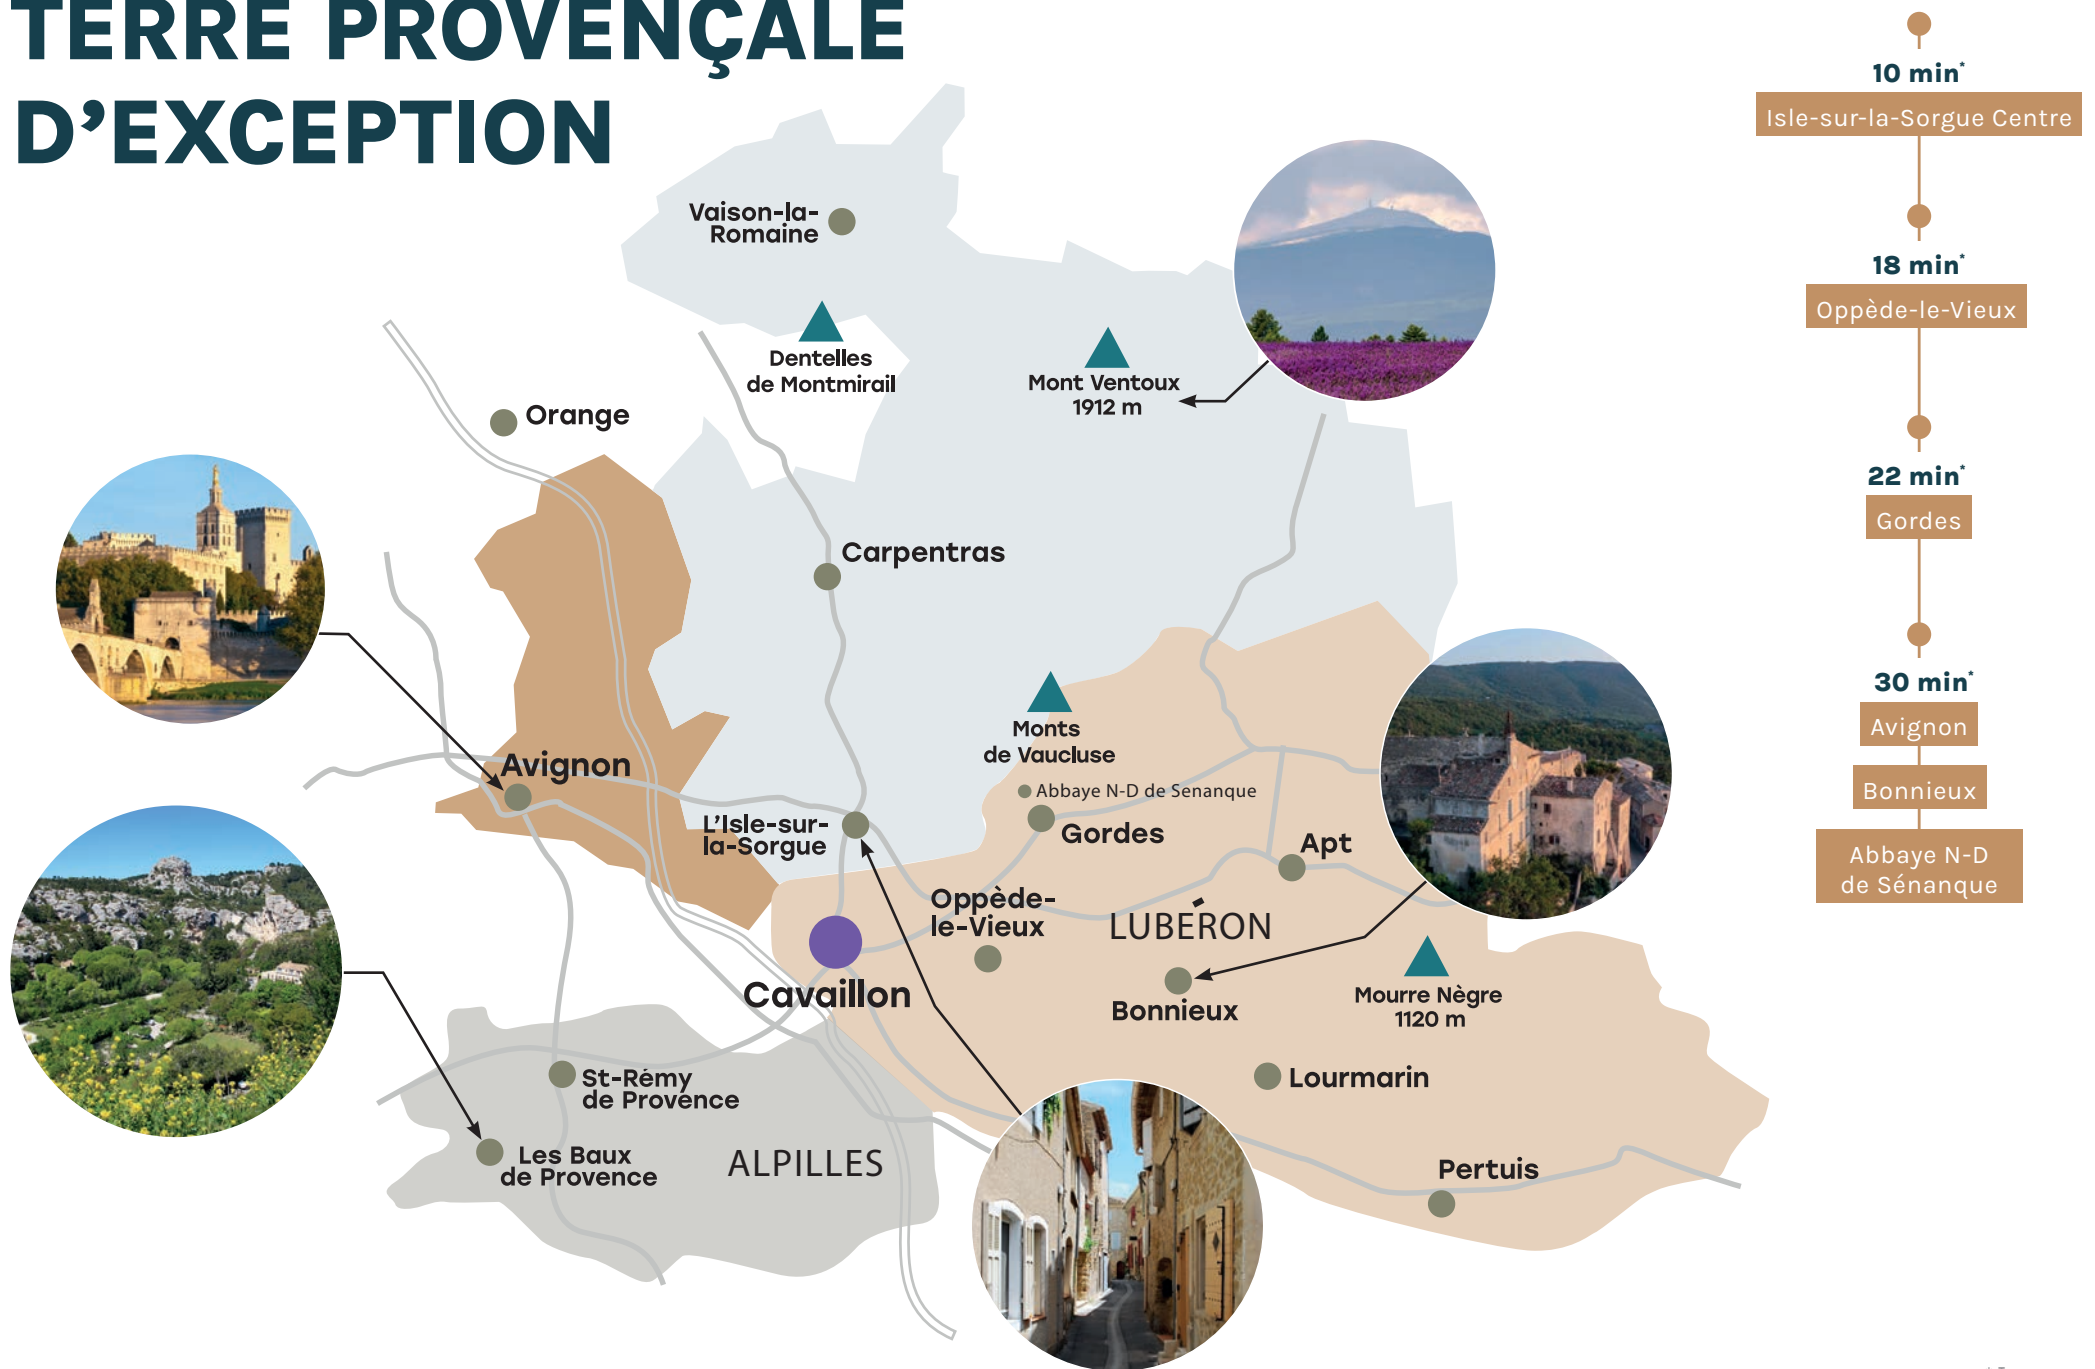 TERRE PROVENÇALE
D’EXCEPTION
Vaison-la-
Romaine
Dentelles
de Montmirail
Mont Ventoux
1912 m
Orange
Carpentras
Monts
de Vaucluse
Abbaye N-D de Senanque
Avignon
L’Isle-sur-
la-Sorgue
Gordes
Apt
Oppède-
le-Vieux
LUBÉRON
Cavaillon
Bonnieux
Mourre Nègre
1120 m
St-Rémy
de Provence
Lourmarin
Les Baux
de Provence
ALPILLES
Pertuis
10 min*
Isle-sur-la-Sorgue Centre
18 min*
Oppède-le-Vieux
22 min*
Gordes
30 min*
Avignon
Bonnieux
Abbaye N-D
de Sénanque